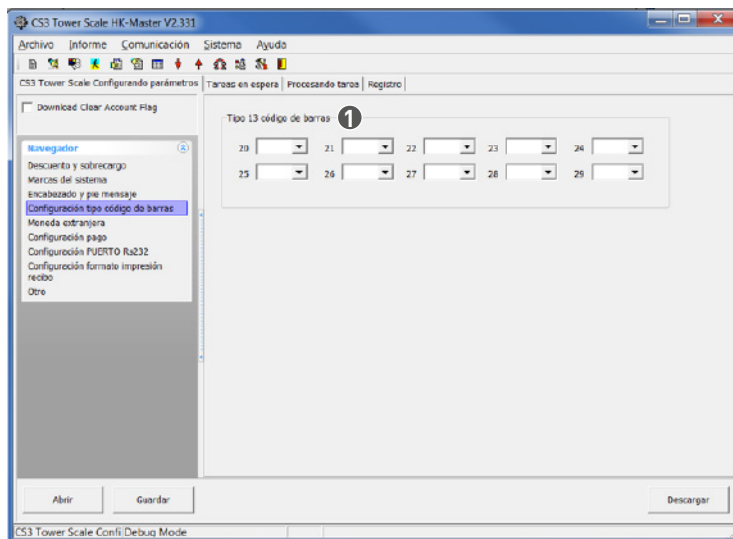 CS3 Tower Scale HK-Master V2.331
Archivo Informe Comunicación Sistema Ayuda
CS3 Tower Scale Configurando parámetros Tareas en espera Procesando tarea Registro
Download Clear Account Flag
Tipo 13 código de barras 1
20 21 22 23 24
25 26 27 28 29
Navegador
Descuento y sobrecargo
Marcas del sistema
Encabezado y pie mensaje
Configuración tipo código de barras
Moneda extranjera
Configuración pago
Configuración PUERTO Rs232
Configuración formato impresión
recibo
Otro
Abrir Guardar Descargar
CS3 Tower Scale Confi Debug Mode